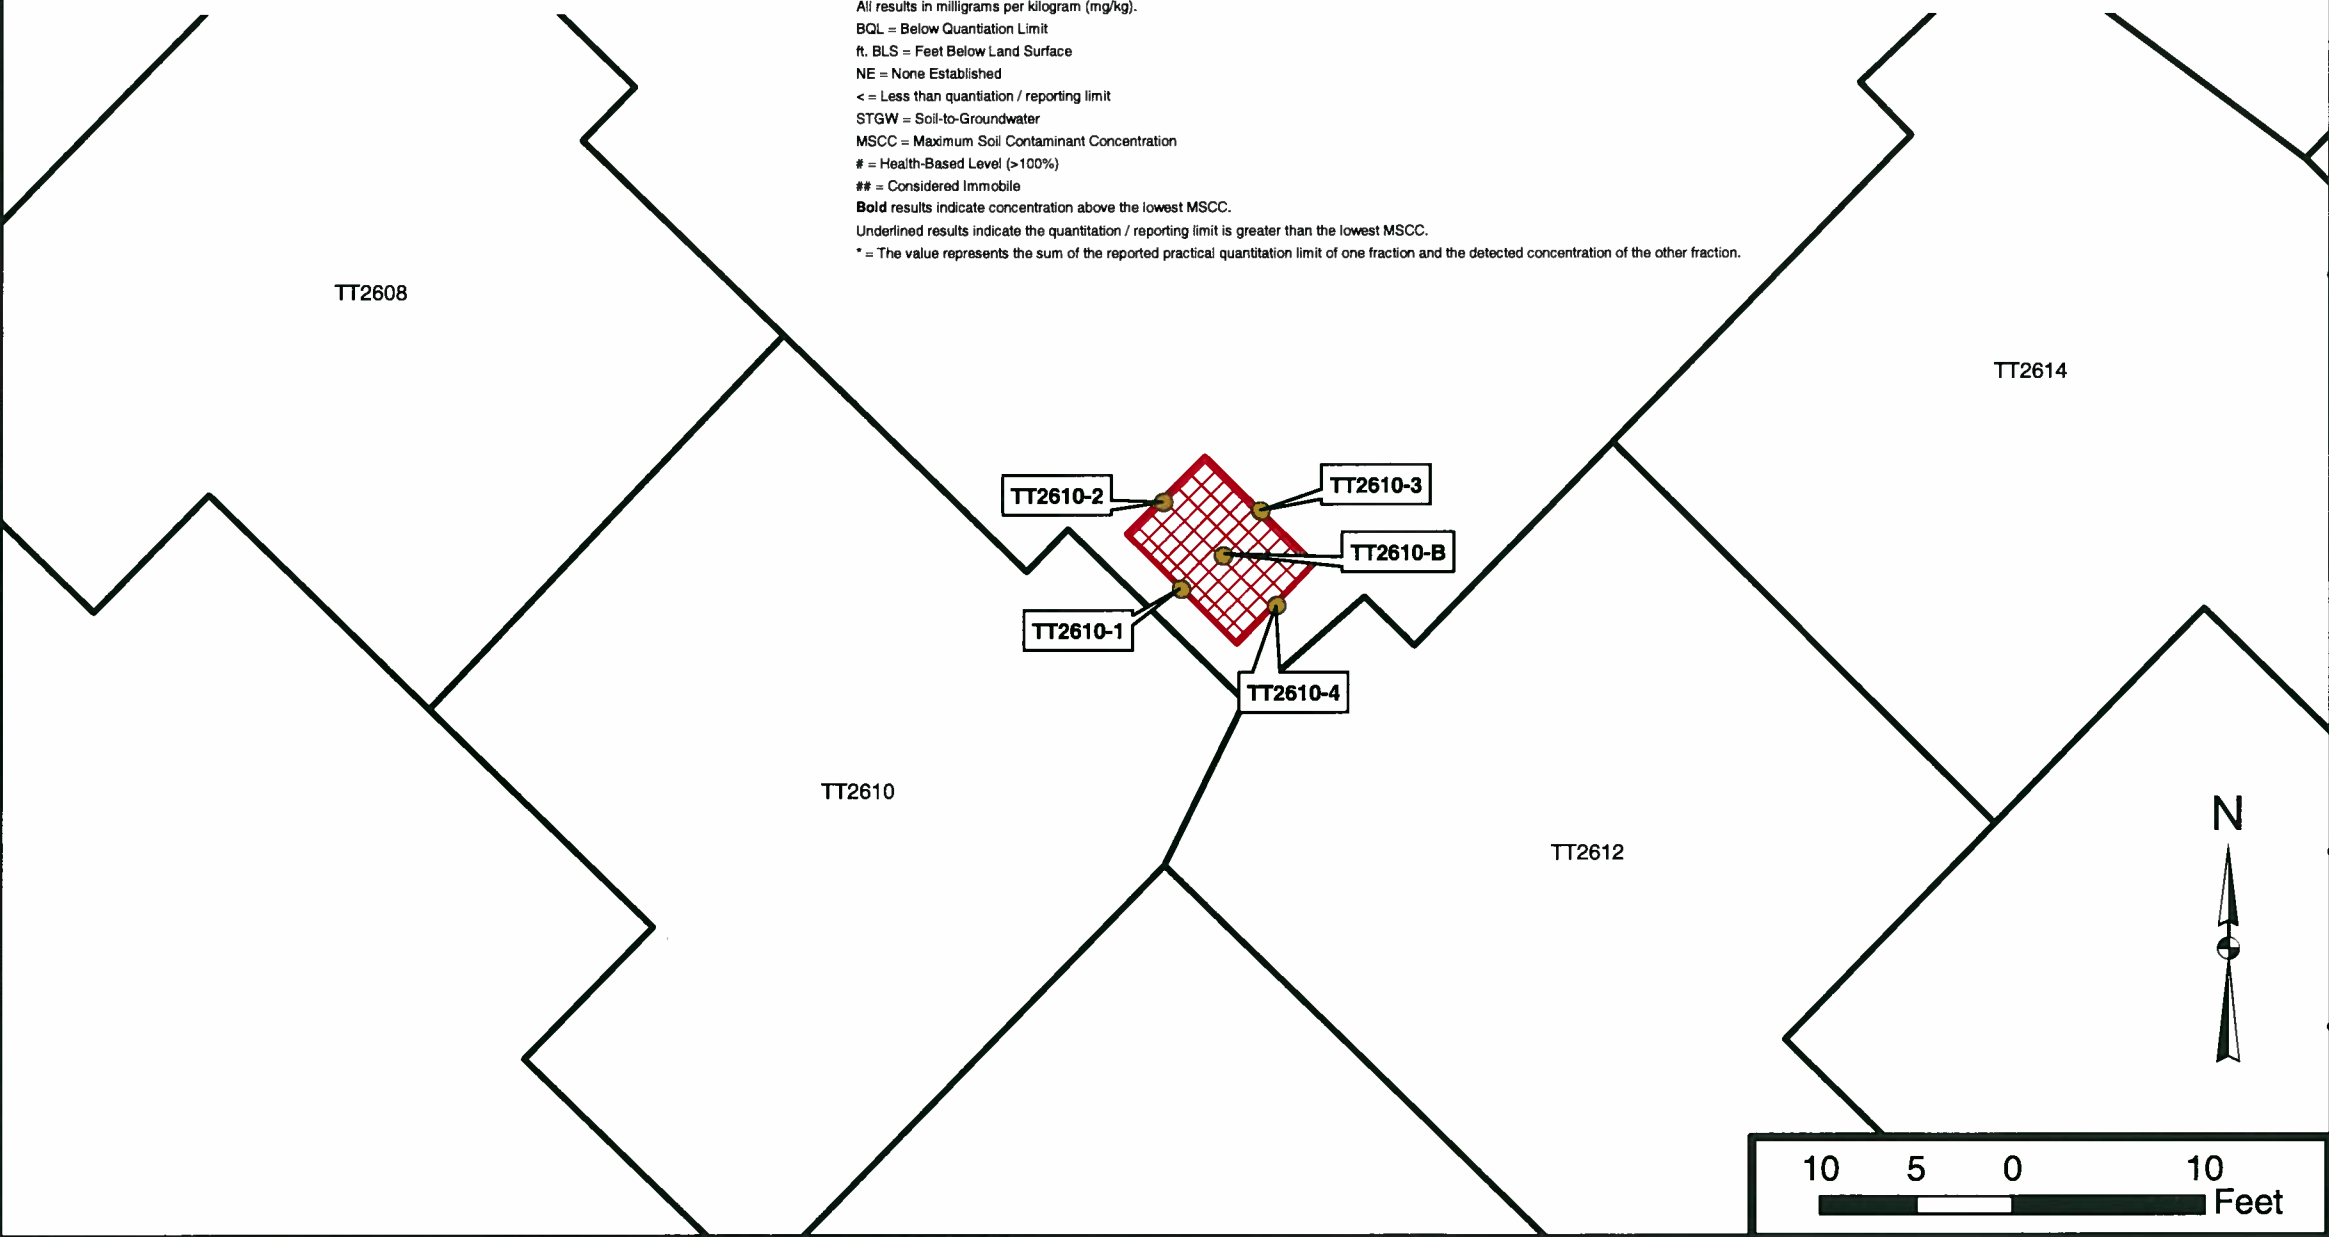 All results in milligrams per kilogram (mg/kg).
BQL = Below Quantiation Limit
ft. BLS = Feet Below Land Surface
NE = None Established
< = Less than quantiation / reporting limit
STGW = Soil-to-Groundwater
MSCC = Maximum Soil Contaminant Concentration
# = Health-Based Level (>100%)
## = Considered Immobile
Bold results indicate concentration above the lowest MSCC.
Underlined results indicate the quantitation / reporting limit is greater than the lowest MSCC.
* = The value represents the sum of the reported practical quantitation limit of one fraction and the detected concentration of the other fraction.
TT2608
TT2614
TT2610-2
TT2610-3
TT2610-B
TT2610-1
TT2610-4
TT2610
TT2612
N
10 5 0 10
Feet